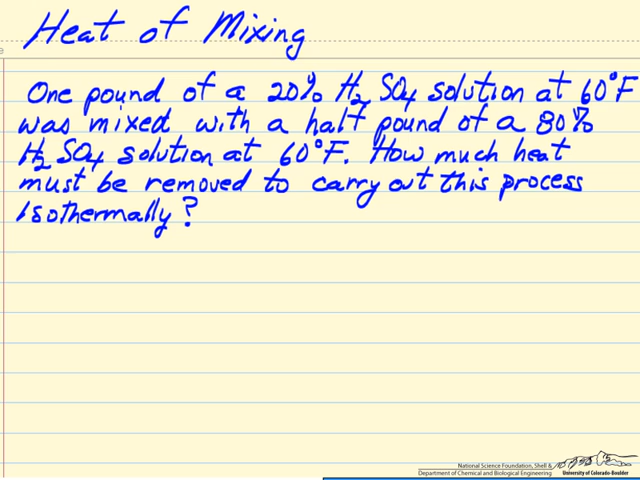 Heat of Mixing
One pound of a 20% H2SO4 solution at 60°F
was mixed with a half pound of a 80%
H2SO4 solution at 60°F. How much heat
must be removed to carry out this process
isothermally?
National Science Foundation, Shell &
Department of Chemical and Biological Engineering
University of Colorado-Boulder